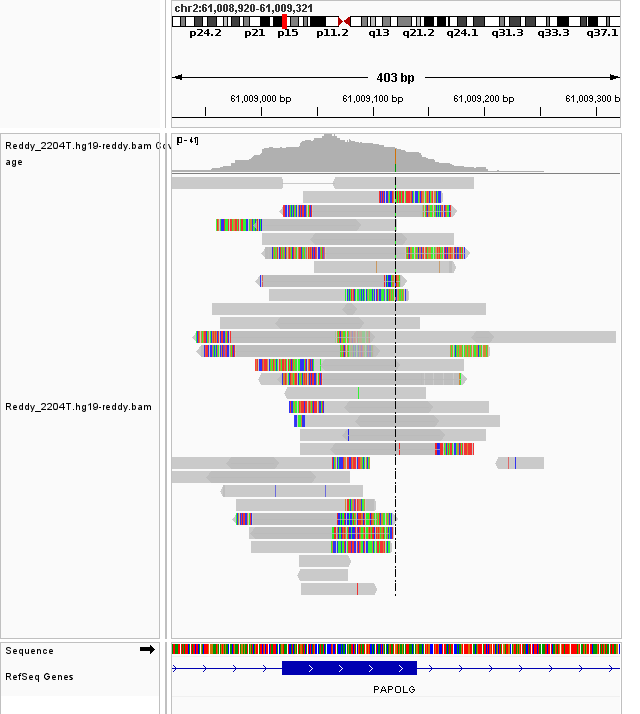 chr2:61,008,920-61,009,321
p24.2 p21 p15 p11.2 q13 q21.2 q24.1 q31.3 q33.3 q37.1
403 bp
61,009,000 bp 61,009,100 bp 61,009,200 bp 61,009,300 b
Reddy_2204T.hg19-reddy.bam Cov
age
[0 - 41]
Reddy_2204T.hg19-reddy.bam
Sequence
RefSeq Genes
PAPOLG